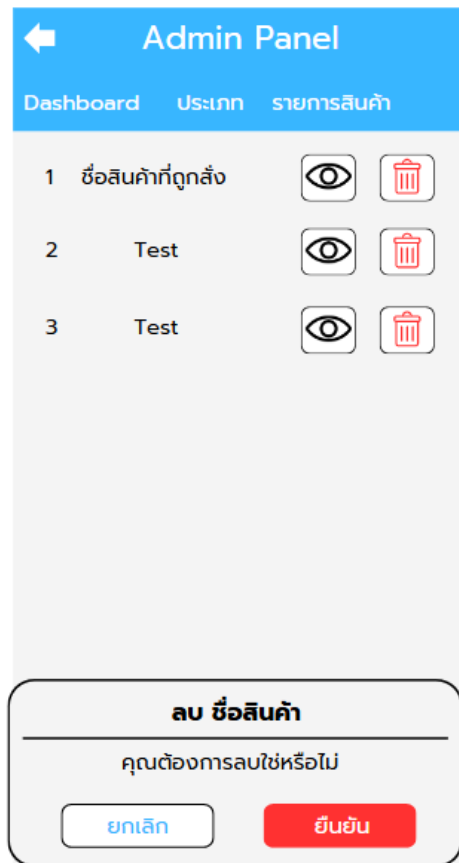 Admin Panel
Dashboard ประเภท รายการสินค้า
1 ชื่อสินค้าที่ถูกสั่ง
2 Test
3 Test
ลบ ชื่อสินค้า
คุณต้องการลบใช่หรือไม่
ยกเลิก ยืนยัน